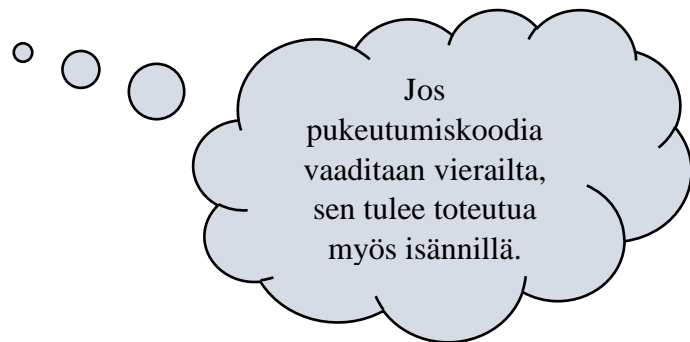 Jos
pukeutumiskoodia
vaaditaan vierailta,
sen tulee toteutua
myös isännillä.